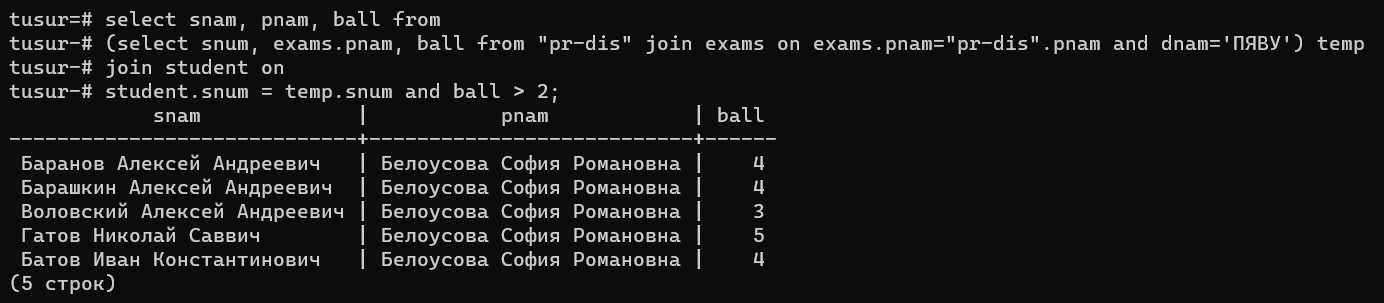 tusur=# select snam, pnam, ball from
tusur-# (select snum, exams.pnam, ball from "pr-dis" join exams on exams.pnam="pr-dis".pnam and dnam='ПЯВУ') temp
tusur-# join student on
tusur-# student.snum = temp.snum and ball > 2;
            snam             |           pnam            | ball
-----------------------------+---------------------------+------
 Баранов Алексей Андреевич   | Белоусова София Романовна |    4
 Барашкин Алексей Андреевич  | Белоусова София Романовна |    4
 Воловский Алексей Андреевич | Белоусова София Романовна |    3
 Гатов Николай Саввич        | Белоусова София Романовна |    5
 Батов Иван Константинович   | Белоусова София Романовна |    4
(5 строк)